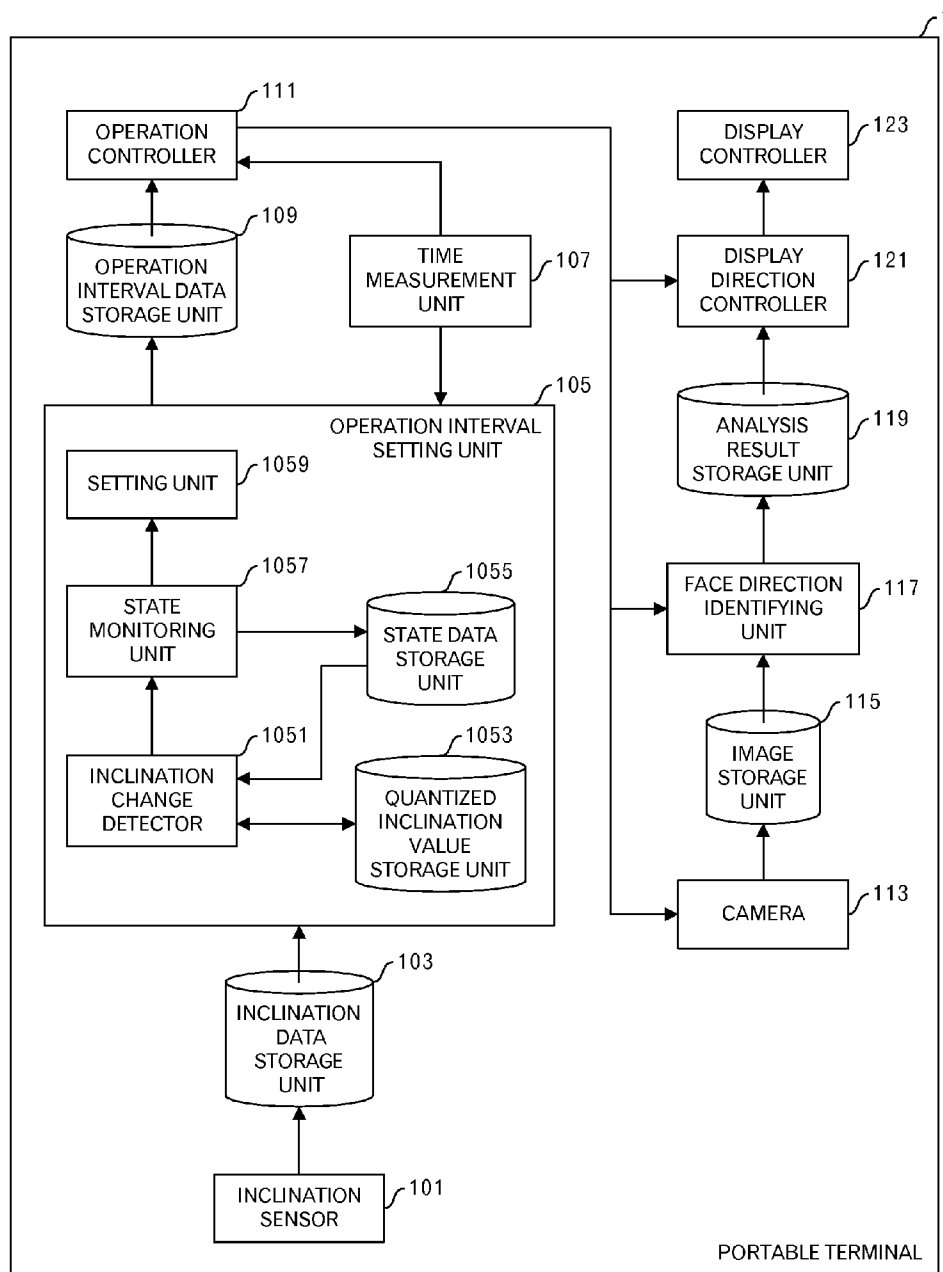 111
OPERATION
CONTROLLER
123
DISPLAY
CONTROLLER
109
OPERATION
INTERVAL DATA
STORAGE UNIT
TIME
MEASUREMENT
UNIT
107
DISPLAY
DIRECTION
CONTROLLER
121
105
OPERATION INTERVAL
SETTING UNIT
ANALYSIS
RESULT
STORAGE UNIT
119
SETTING UNIT
1059
1057
STATE
MONITORING
UNIT
1055
STATE DATA
STORAGE
UNIT
FACE DIRECTION
IDENTIFYING
UNIT
117
1051
INCLINATION
CHANGE
DETECTOR
1053
QUANTIZED
INCLINATION
VALUE
STORAGE UNIT
115
IMAGE
STORAGE
UNIT
CAMERA
113
103
INCLINATION
DATA
STORAGE
UNIT
INCLINATION
SENSOR
101
PORTABLE TERMINAL